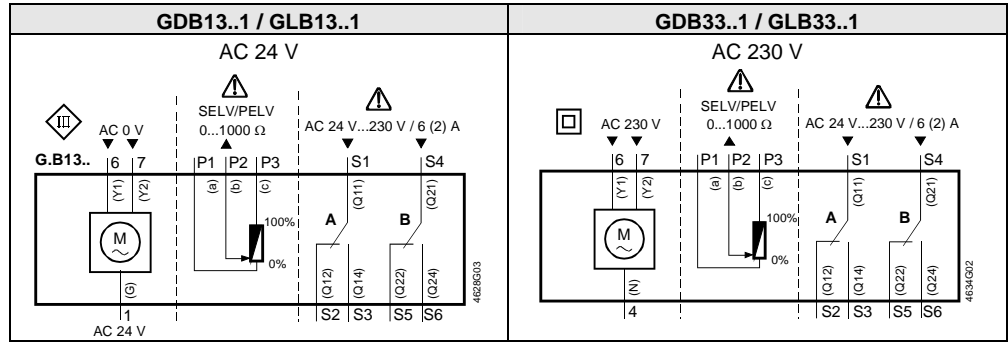 GDB13..1 / GLB13..1
AC 24 V
III
AC 0 V
SELV/PELV
0...1000 Ω
AC 24 V...230 V / 6 (2) A
G.B13..
6 7 P1 P2 P3 S1 S4
(Y1) (Y2) (a) (b) (c) (Q11) (Q21)
M
~
100%
0%
A B
(G) (Q12) (Q14) (Q22) (Q24)
1 S2 S3 S5 S6
AC 24 V
4628G03
GDB33..1 / GLB33..1
AC 230 V
AC 230 V
SELV/PELV
0...1000 Ω
AC 24 V...230 V / 6 (2) A
6 7 P1 P2 P3 S1 S4
(Y1) (Y2) (a) (b) (c) (Q11) (Q21)
M
~
100%
0%
A B
(N) (Q12) (Q14) (Q22) (Q24)
4 S2 S3 S5 S6
4634G02